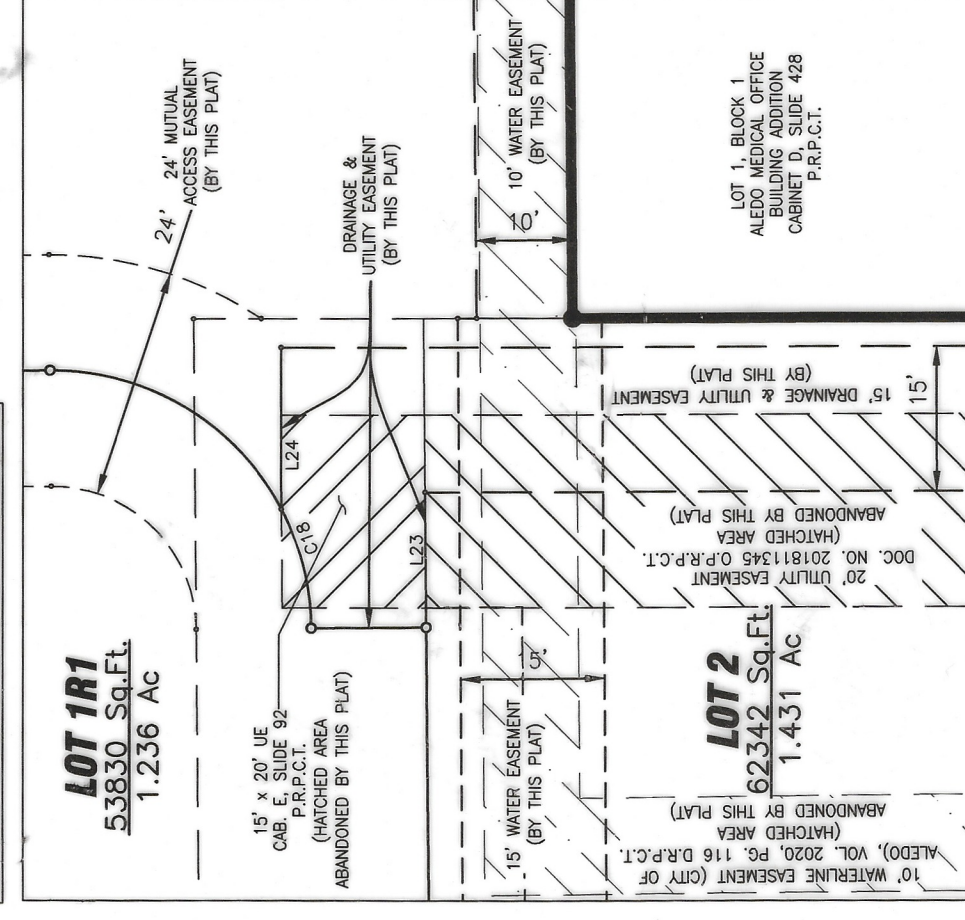 24' MUTUAL
ACCESS EASEMENT
(BY THIS PLAT)
24'
DRAINAGE &
UTILITY EASEMENT
(BY THIS PLAT)
10' WATER EASEMENT
(BY THIS PLAT)
10'
LOT 1, BLOCK 1
ALEDO MEDICAL OFFICE
BUILDING ADDITION
CABINET D, SLIDE 428
P.R.P.C.T.
L24
C18
L23
15' DRAINAGE & UTILITY EASEMENT
(BY THIS PLAT)
15'
20' UTILITY EASEMENT
DOC. NO. 201811345 O.P.R.P.C.T.
(HATCHED AREA
ABANDONED BY THIS PLAT)
LOT 1R1
53830 Sq.Ft.
1.236 Ac
15' x 20' UE
CAB. E, SLIDE 92
P.R.P.C.T.
(HATCHED AREA
ABANDONED BY THIS PLAT)
15'
15' WATER EASEMENT
(BY THIS PLAT)
LOT 2
62342 Sq.Ft.
1.431 Ac
10' WATERLINE EASEMENT (CITY OF
ALEDO), VOL. 2020, PG. 116 D.R.P.C.T.
(HATCHED AREA
ABANDONED BY THIS PLAT)